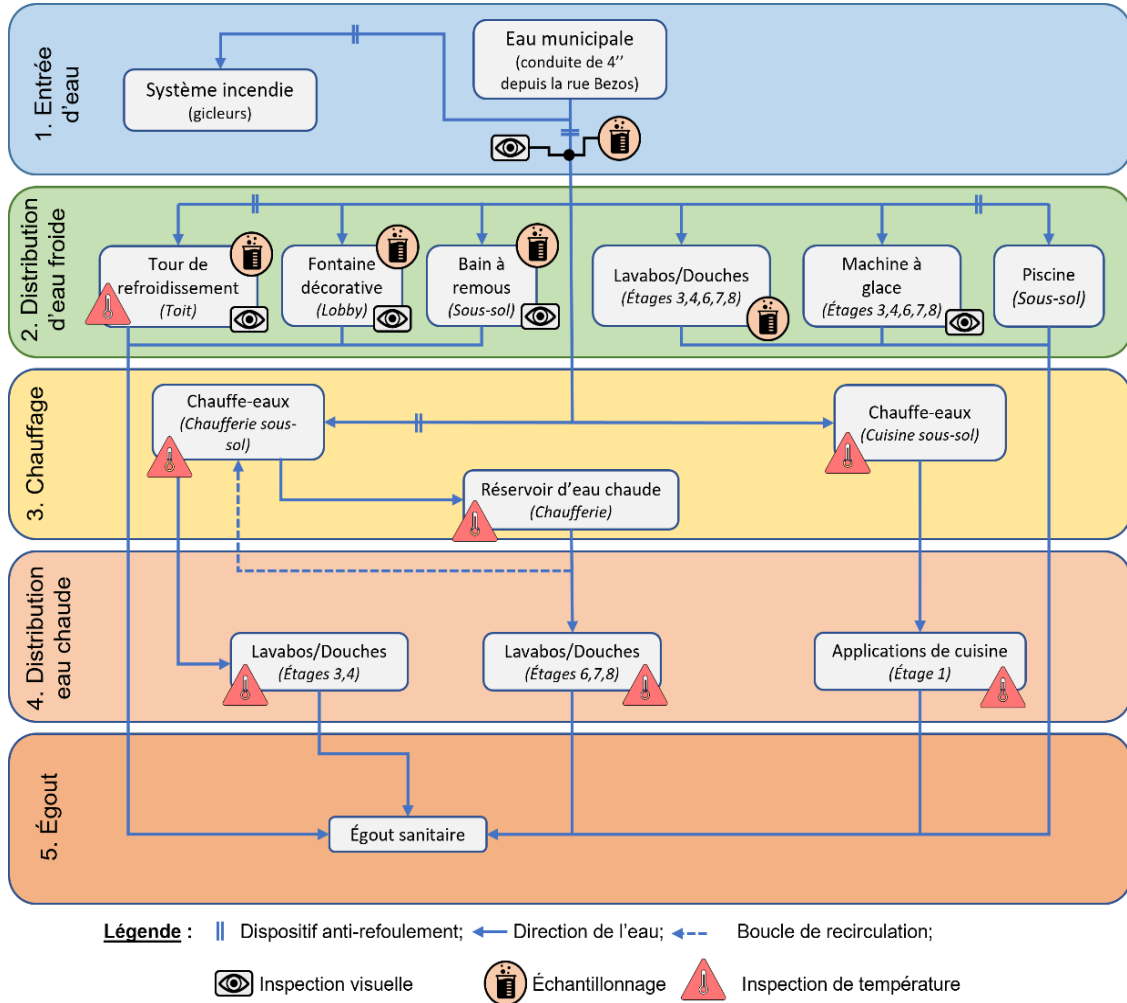 1. Entrée
d'eau
Système incendie
(gicleurs)
Eau municipale
(conduite de 4’’
depuis la rue Bezos)
2. Distribution
d'eau froide
Tour de
refroidissement
(Toit)
Fontaine
décorative
(Lobby)
Bain à
remous
(Sous-sol)
Lavabos/Douches
(Étages 3,4,6,7,8)
Machine à
glace
(Étages 3,4,6,7,8)
Piscine
(Sous-sol)
3. Chauffage
Chauffe-eaux
(Chaufferie sous-
sol)
Chauffe-eaux
(Cuisine sous-sol)
Réservoir d’eau chaude
(Chaufferie)
4. Distribution
eau chaude
Lavabos/Douches
(Étages 3,4)
Lavabos/Douches
(Étages 6,7,8)
Applications de cuisine
(Étage 1)
5. Égout
Égout sanitaire
Légende : Dispositif anti-refoulement; Direction de l’eau; Boucle de recirculation;
Inspection visuelle Échantillonnage Inspection de température